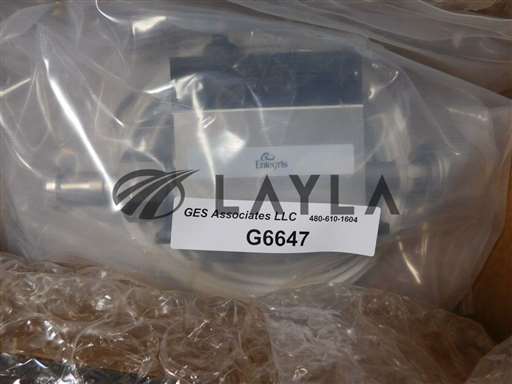 Entegris
LAYLA
GES Associates LLC 480-610-1604
G6647